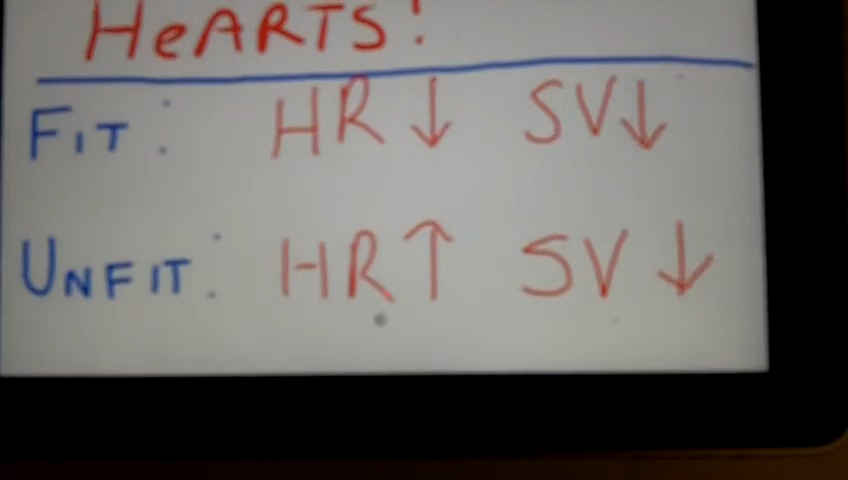 HeARTS!
FIT: HR ↓ SV ↓
UNFIT: HR ↑ SV ↓